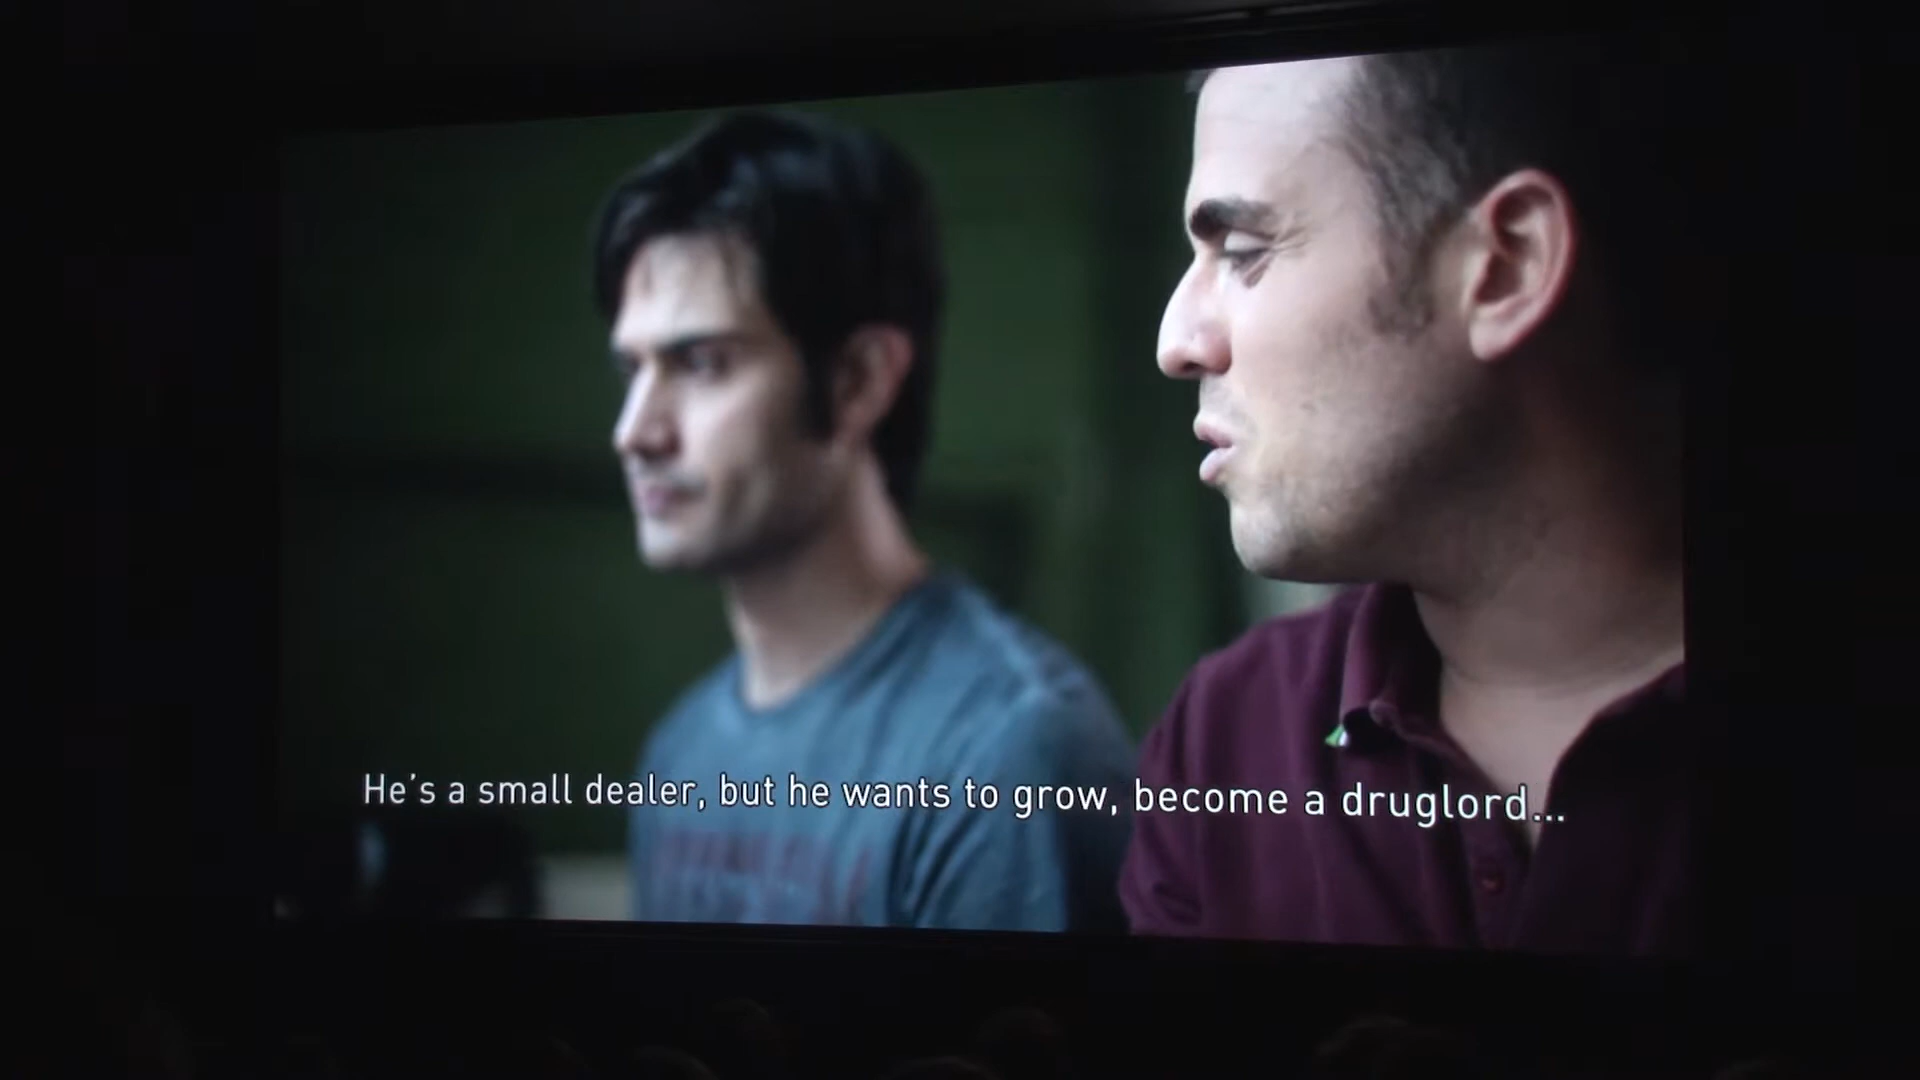 He's a small dealer, but he wants to grow, become a druglord...